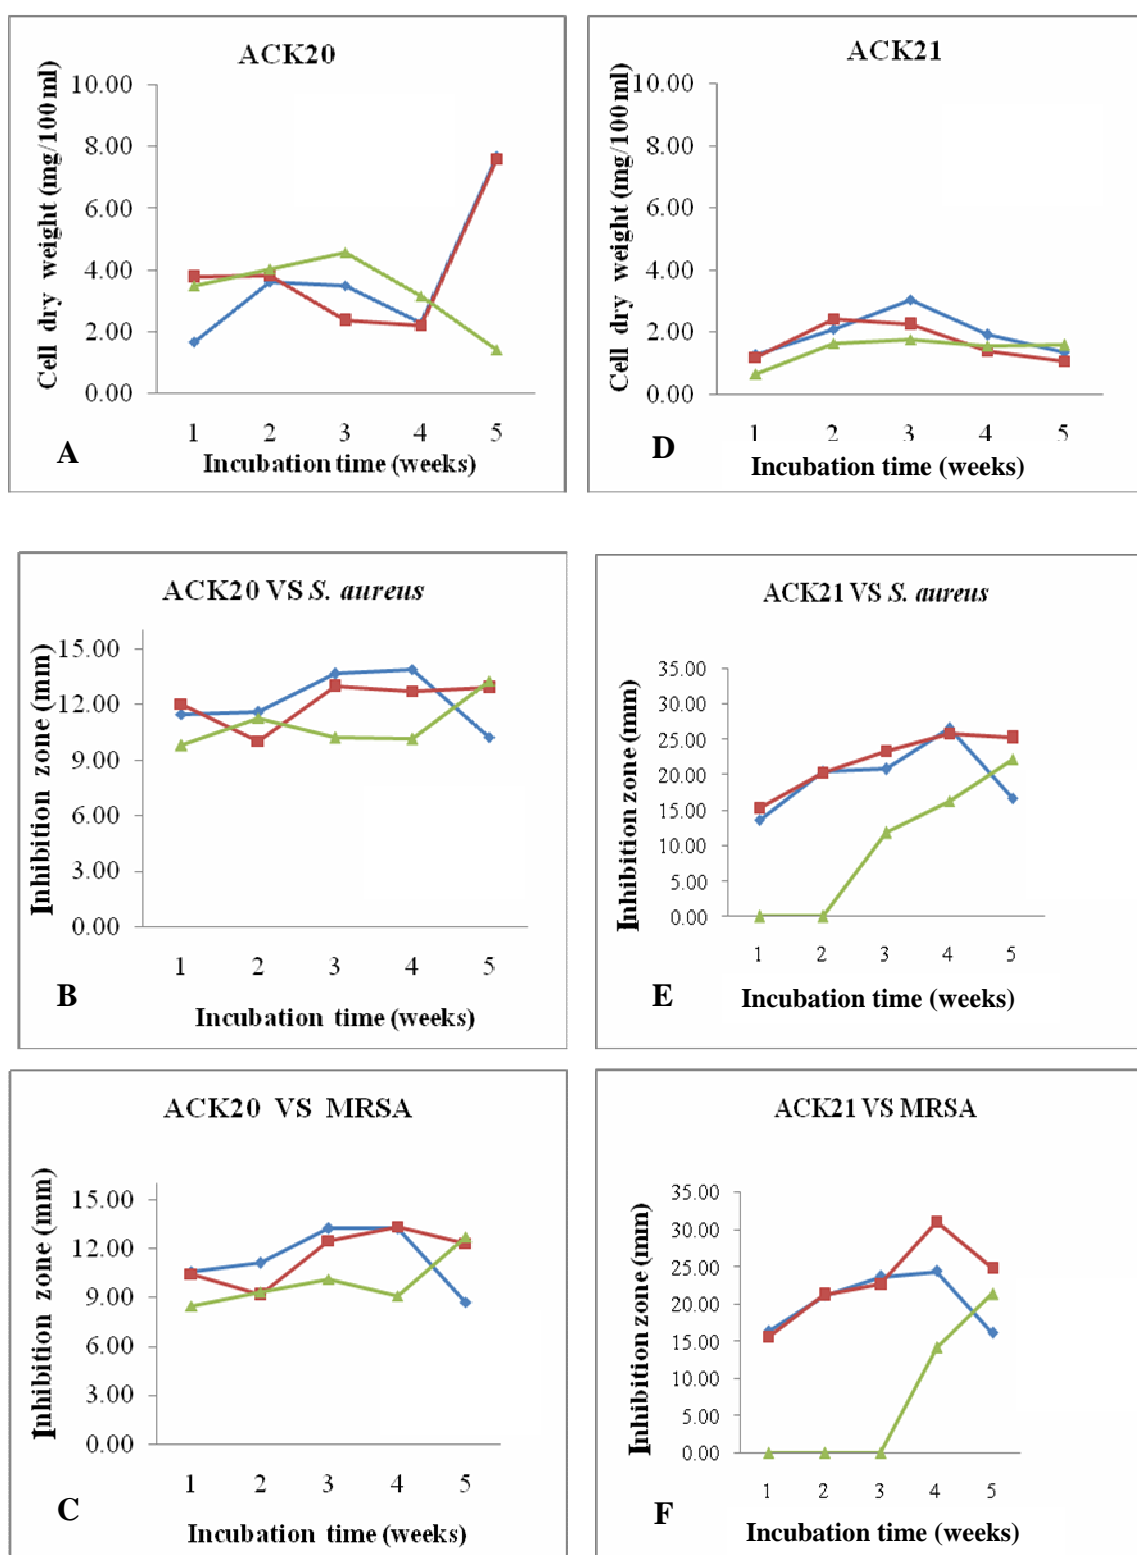 ACK20
Cell dry weight (mg/100ml)
10.00
8.00
6.00
4.00
2.00
0.00
1 2 3 4 5
Incubation time (weeks)
A
ACK21
Cell dry weight (mg/100ml)
10.00
8.00
6.00
4.00
2.00
0.00
1 2 3 4 5
Incubation time (weeks)
D
ACK20 VS S. aureus
Inhibition zone (mm)
15.00
12.00
9.00
6.00
3.00
0.00
1 2 3 4 5
Incubation time (weeks)
B
ACK21 VS S. aureus
Inhibition zone (mm)
35.00
30.00
25.00
20.00
15.00
10.00
5.00
0.00
1 2 3 4 5
Incubation time (weeks)
E
ACK20 VS MRSA
Inhibition zone (mm)
15.00
12.00
9.00
6.00
3.00
0.00
1 2 3 4 5
Incubation time (weeks)
C
ACK21 VS MRSA
Inhibition zone (mm)
35.00
30.00
25.00
20.00
15.00
10.00
5.00
0.00
1 2 3 4 5
Incubation time (weeks)
F